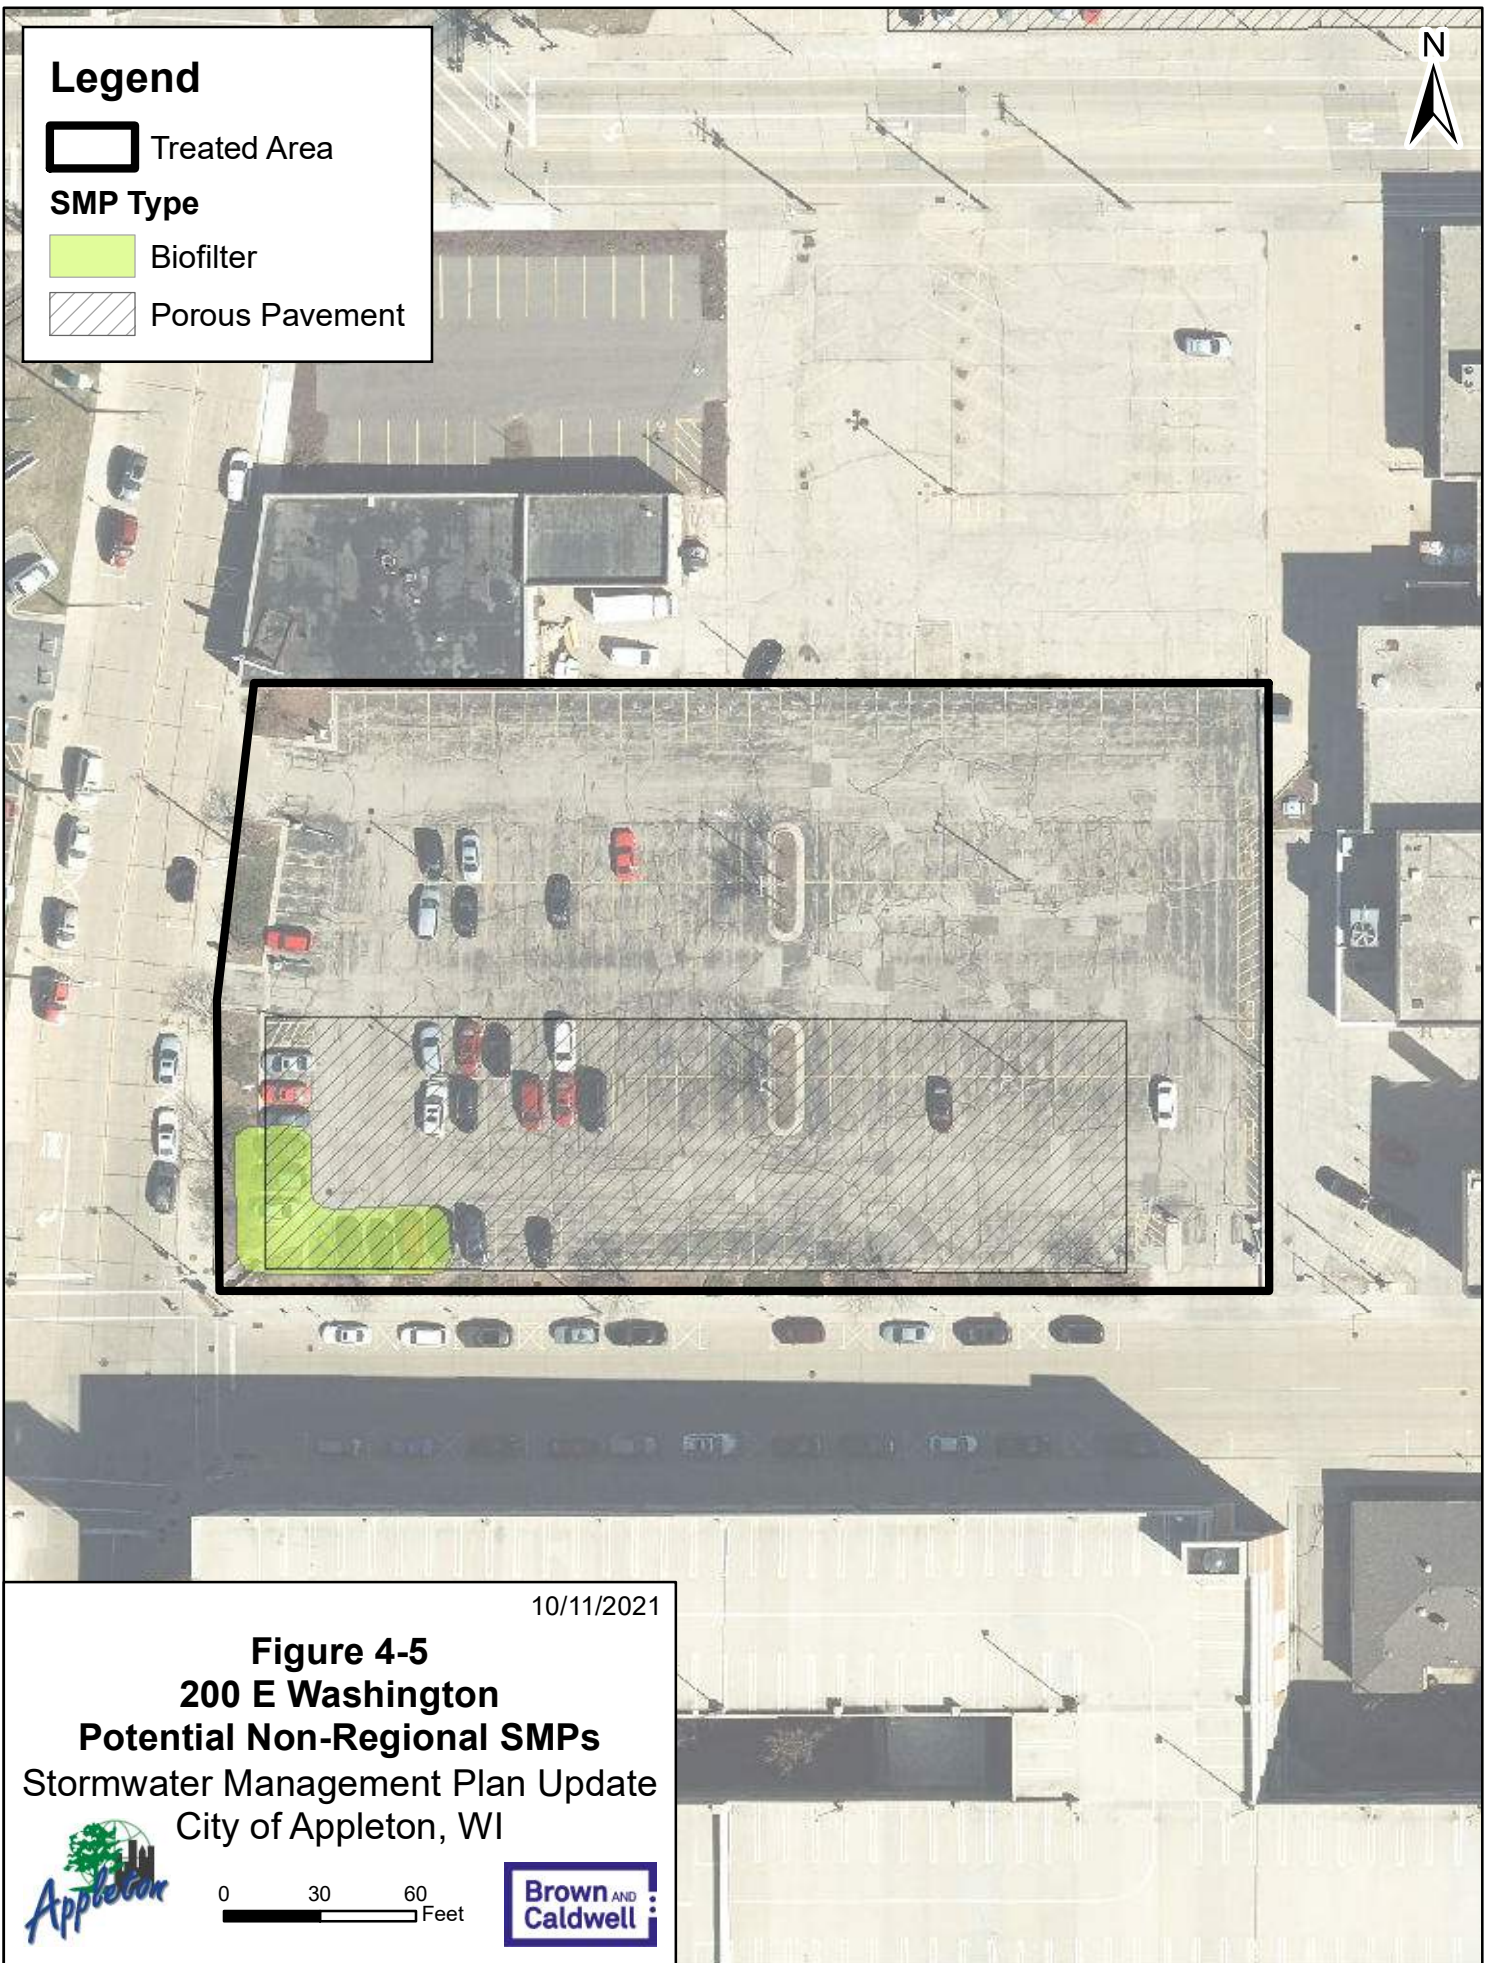 Legend
Treated Area
SMP Type
Biofilter
Porous Pavement
N
10/11/2021
Figure 4-5
200 E Washington
Potential Non-Regional SMPs
Stormwater Management Plan Update
City of Appleton, WI
Appleton
0 30 60
Feet
Brown AND
Caldwell